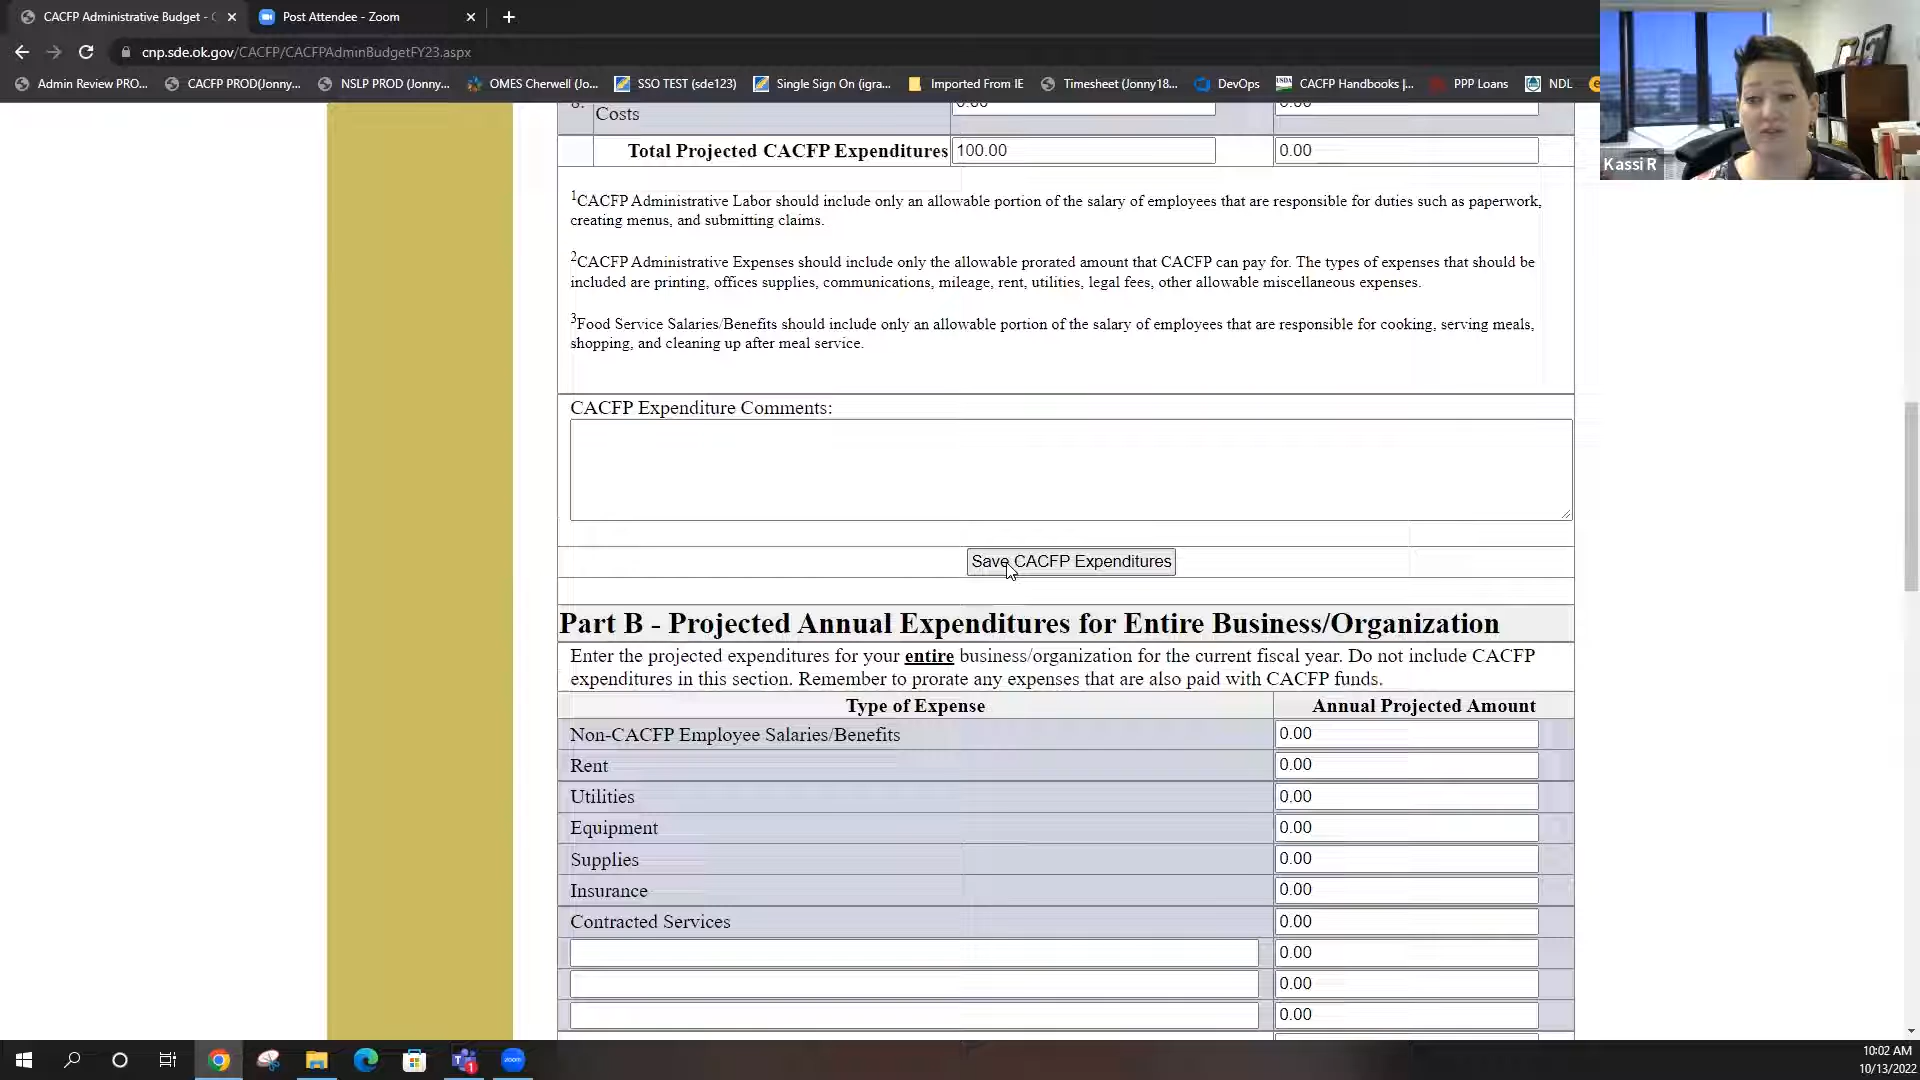 CACFP Administrative Budget - C
Post Attendee - Zoom
cnp.sde.ok.gov/CACFP/CACFPAdminBudgetFY23.aspx
Admin Review PRO...
CACFP PROD(Jonny...
NSLP PROD (Jonny...
OMES Cherwell (Jo...
SSO TEST (sde123)
Single Sign On (igra...
Imported From IE
Timesheet (Jonny18...
DevOps
USDA
CACFP Handbooks |...
PPP Loans
NDL
Kassi R
8.
Costs
0.00
0.00
Total Projected CACFP Expenditures
100.00
0.00
1CACFP Administrative Labor should include only an allowable portion of the salary of employees that are responsible for duties such as paperwork,
creating menus, and submitting claims.
2CACFP Administrative Expenses should include only the allowable prorated amount that CACFP can pay for. The types of expenses that should be
included are printing, offices supplies, communications, mileage, rent, utilities, legal fees, other allowable miscellaneous expenses.
3Food Service Salaries/Benefits should include only an allowable portion of the salary of employees that are responsible for cooking, serving meals,
shopping, and cleaning up after meal service.
CACFP Expenditure Comments:
Save CACFP Expenditures
Part B - Projected Annual Expenditures for Entire Business/Organization
Enter the projected expenditures for your entire business/organization for the current fiscal year. Do not include CACFP
expenditures in this section. Remember to prorate any expenses that are also paid with CACFP funds.
Type of Expense
Annual Projected Amount
Non-CACFP Employee Salaries/Benefits
0.00
Rent
0.00
Utilities
0.00
Equipment
0.00
Supplies
0.00
Insurance
0.00
Contracted Services
0.00
0.00
0.00
0.00
T
1
zoom
10:02 AM
10/13/2022